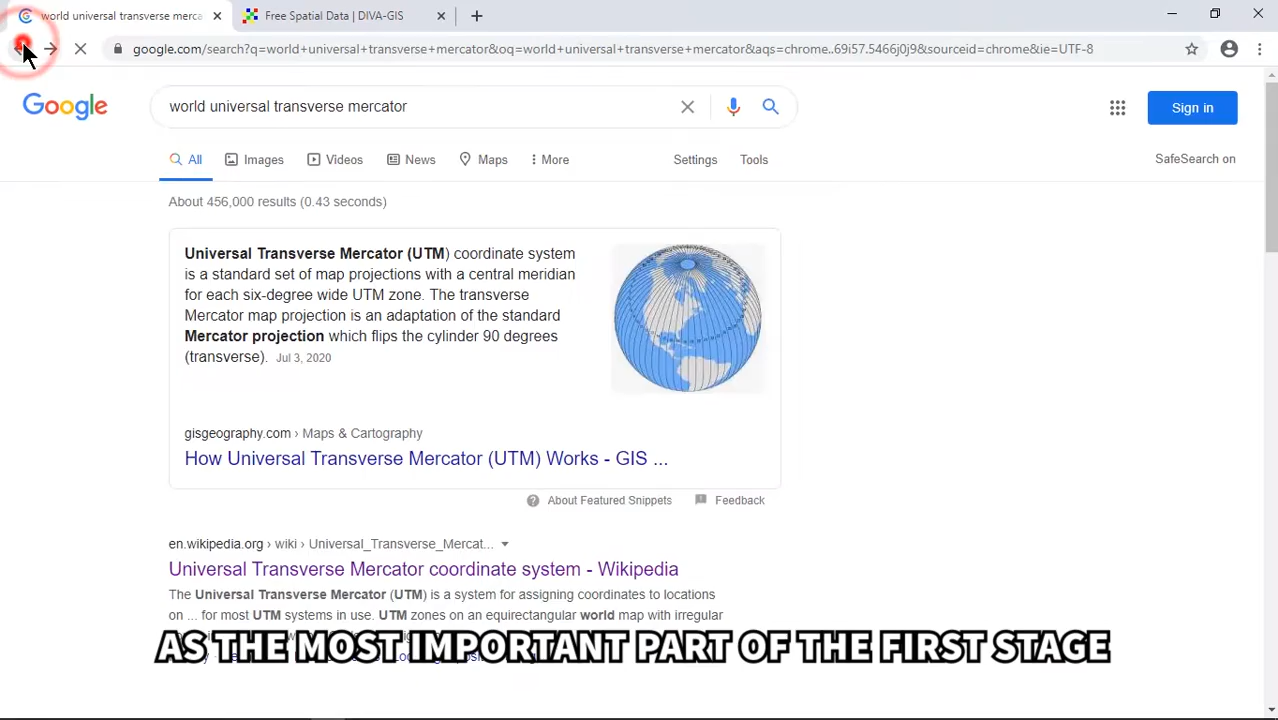 world universal transverse merca
Free Spatial Data | DIVA-GIS
google.com/search?q=world+universal+transverse+mercator&oq=world+universal+transverse+mercator&aqs=chrome..69i57.5466j0j9&sourceid=chrome&ie=UTF-8
Google
world universal transverse mercator
Sign in
All Images Videos News Maps More Settings Tools
SafeSearch on
About 456,000 results (0.43 seconds)
Universal Transverse Mercator (UTM) coordinate system
is a standard set of map projections with a central meridian
for each six-degree wide UTM zone. The transverse
Mercator map projection is an adaptation of the standard
Mercator projection which flips the cylinder 90 degrees
(transverse). Jul 3, 2020
gisgeography.com › Maps & Cartography
How Universal Transverse Mercator (UTM) Works - GIS ...
About Featured Snippets Feedback
en.wikipedia.org › wiki › Universal_Transverse_Mercat...
Universal Transverse Mercator coordinate system - Wikipedia
The Universal Transverse Mercator (UTM) is a system for assigning coordinates to locations
on ... for most UTM systems in use. UTM zones on an equirectangular world map with irregular
AS THE MOST IMPORTANT PART OF THE FIRST STAGE